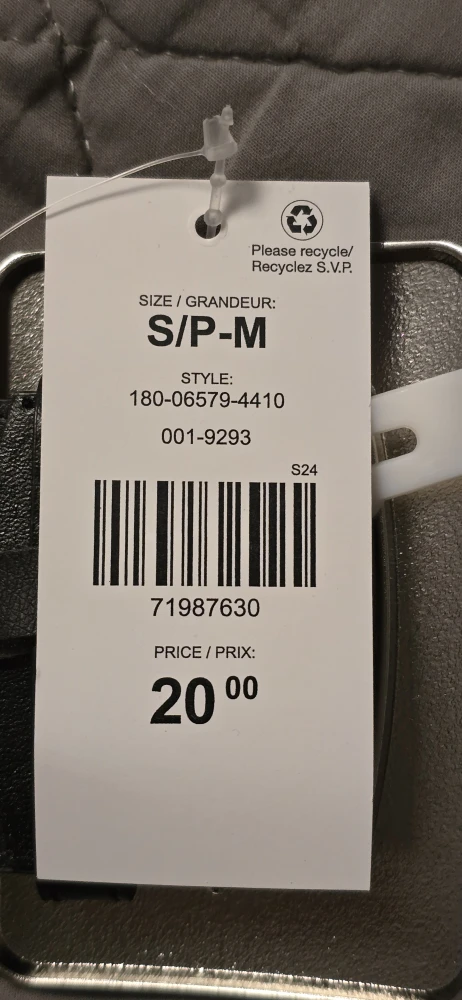 Please recycle/
Recyclez S.V.P.
SIZE / GRANDEUR:
S/P-M
STYLE:
180-06579-4410
001-9293
S24
71987630
PRICE / PRIX:
20 00